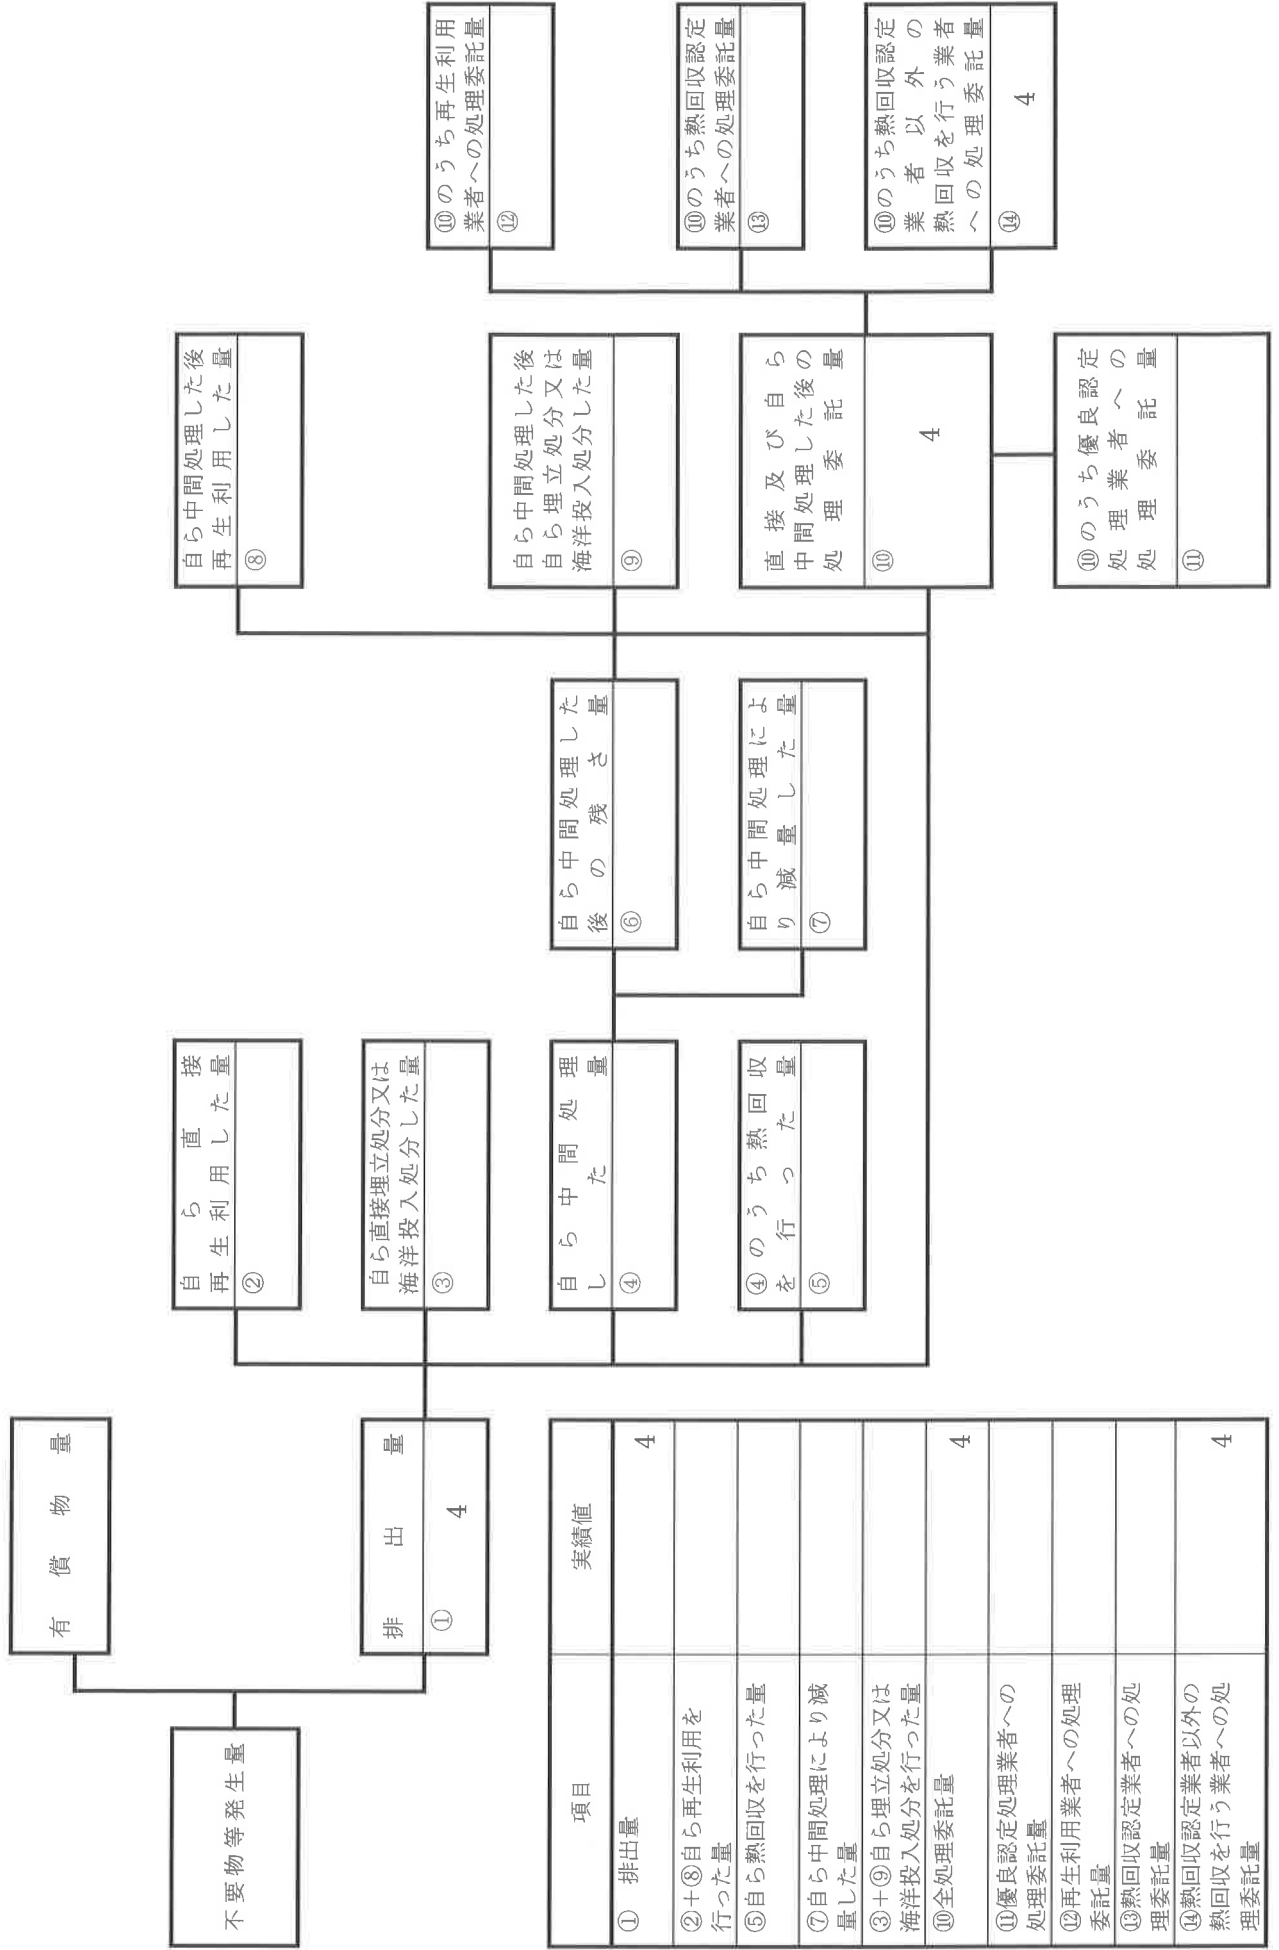 不要物等発生量
有償物量
排出量
①
4
自ら直接
再生利用した量
②
自ら直接埋立処分又は
海洋投入処分した量
③
自ら中間処理
した量
④
④のうち熱回収
を行った量
⑤
自ら中間処理した
後の残さ量
⑥
自ら中間処理によ
り減量した量
⑦
自ら中間処理した後
再生利用した量
⑧
自ら中間処理した後
自ら埋立処分又は
海洋投入処分した量
⑨
直接及び自ら
中間処理した後の
処理委託量
⑩
4
⑩のうち優良認定
処理業者への
処理委託量
⑪
⑩のうち再生利用
業者への処理委託量
⑫
⑩のうち熱回収認定
業者への処理委託量
⑬
⑩のうち熱回収認定
業者以外の
熱回収を行う業者
への処理委託量
⑭
4
項目
実績値
① 排出量
4
②＋⑧自ら再生利用を
行った量
⑤自ら熱回収を行った量
⑦自ら中間処理により減
量した量
③＋⑨自ら埋立処分又は
海洋投入処分を行った量
⑩全処理委託量
4
⑪優良認定処理業者への
処理委託量
⑫再生利用業者への処理
委託量
⑬熱回収認定業者への処
理委託量
⑭熱回収認定業者以外の
熱回収を行う業者への処
理委託量
4